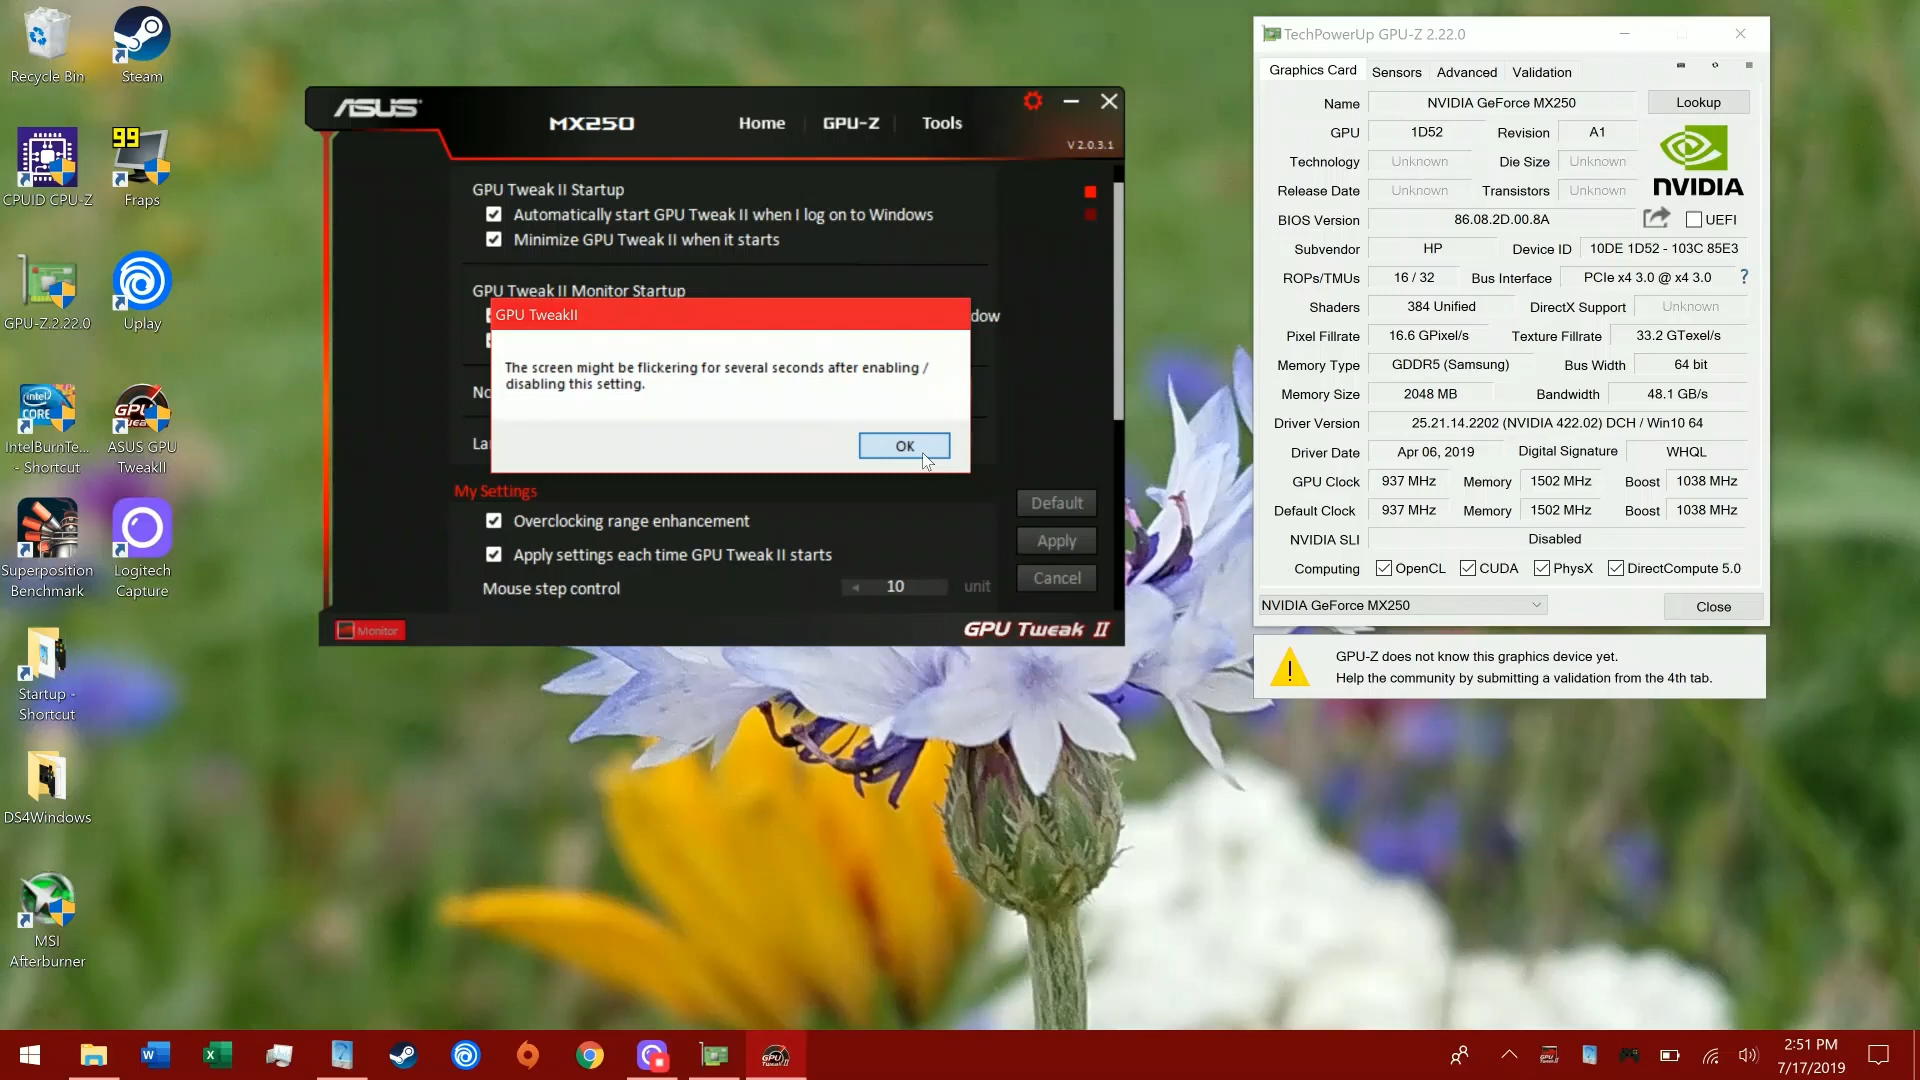 Recycle Bin
Steam
CPUID CPU-Z
99
Fraps
GPU-Z.2.22.0
Uplay
intel
CORE
IntelBurnTe...
- Shortcut
ASUS GPU
TweakII
Superposition
Benchmark
Logitech
Capture
Startup -
Shortcut
DS4Windows
MSI
Afterburner
ASUS
MX250
Home
GPU-Z
Tools
V 2.0.3.1
GPU Tweak II Startup
Automatically start GPU Tweak II when I log on to Windows
Minimize GPU Tweak II when it starts
GPU Tweak II Monitor Startup
dow
GPU TweakII
The screen might be flickering for several seconds after enabling /
disabling this setting.
OK
No
La
My Settings
Overclocking range enhancement
Apply settings each time GPU Tweak II starts
Mouse step control 10 unit
Default
Apply
Cancel
Monitor
GPU Tweak II
TechPowerUp GPU-Z 2.22.0
Graphics Card Sensors Advanced Validation
Name NVIDIA GeForce MX250 Lookup
GPU 1D52 Revision A1
Technology Unknown Die Size Unknown
Release Date Unknown Transistors Unknown
NVIDIA
BIOS Version 86.08.2D.00.8A UEFI
Subvendor HP Device ID 10DE 1D52 - 103C 85E3
ROPs/TMUs 16 / 32 Bus Interface PCIe x4 3.0 @ x4 3.0 ?
Shaders 384 Unified DirectX Support Unknown
Pixel Fillrate 16.6 GPixel/s Texture Fillrate 33.2 GTexel/s
Memory Type GDDR5 (Samsung) Bus Width 64 bit
Memory Size 2048 MB Bandwidth 48.1 GB/s
Driver Version 25.21.14.2202 (NVIDIA 422.02) DCH / Win10 64
Driver Date Apr 06, 2019 Digital Signature WHQL
GPU Clock 937 MHz Memory 1502 MHz Boost 1038 MHz
Default Clock 937 MHz Memory 1502 MHz Boost 1038 MHz
NVIDIA SLI Disabled
Computing OpenCL CUDA PhysX DirectCompute 5.0
NVIDIA GeForce MX250 Close
GPU-Z does not know this graphics device yet.
Help the community by submitting a validation from the 4th tab.
2:51 PM
7/17/2019